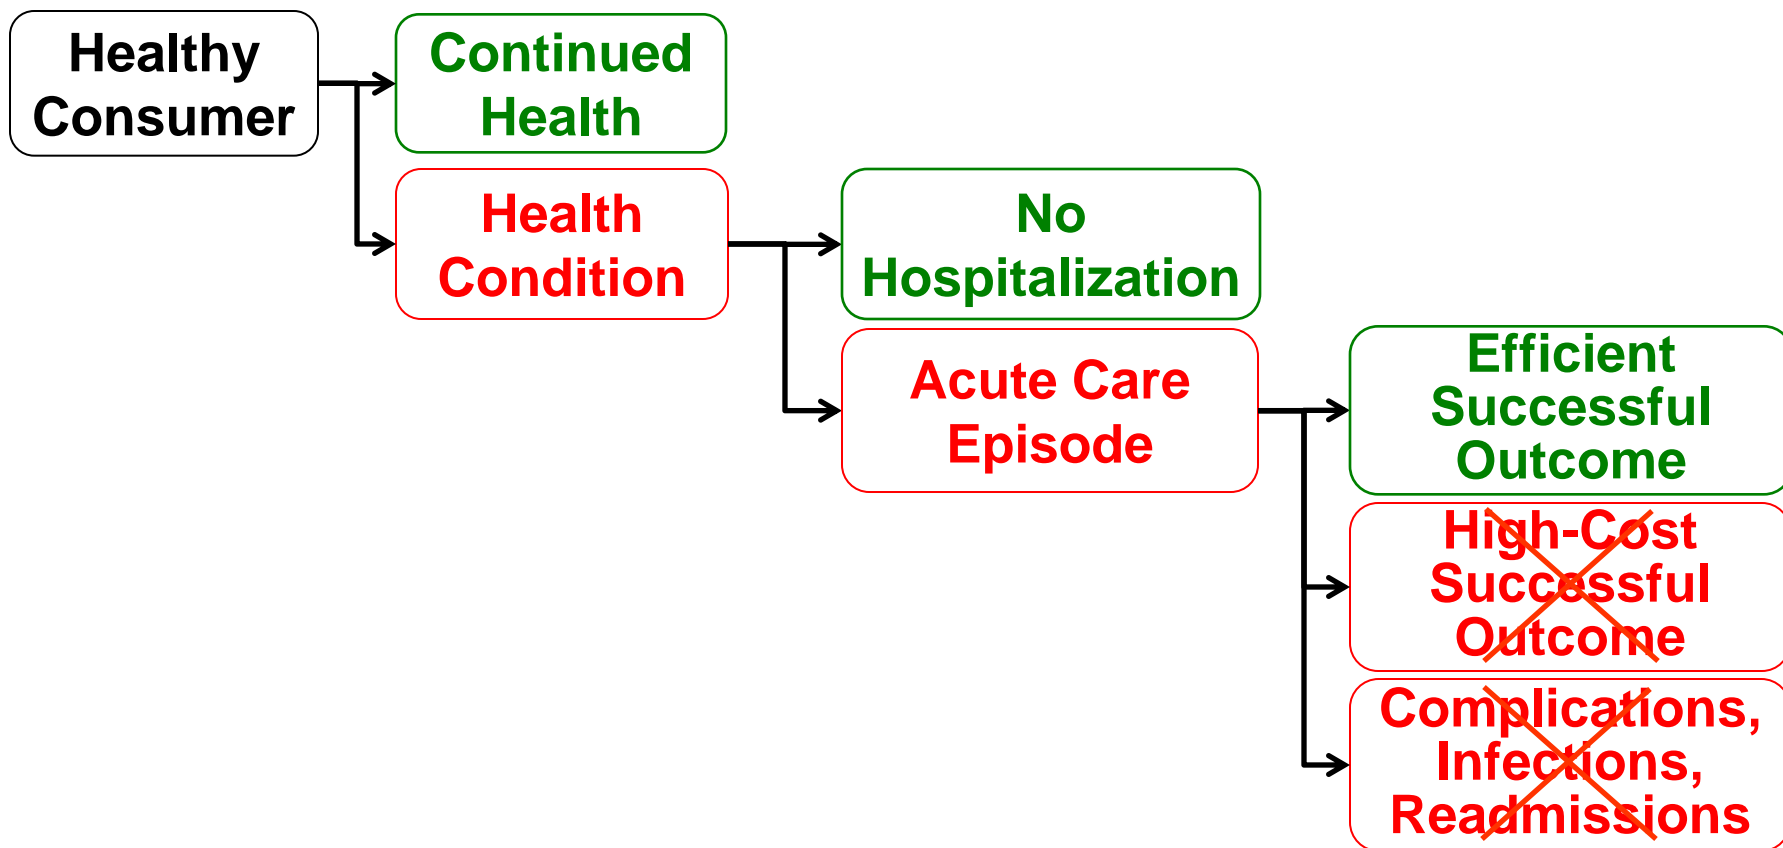 Healthy
Consumer
Continued
Health
Health
Condition
No
Hospitalization
Acute Care
Episode
Efficient
Successful
Outcome
High-Cost
Successful
Outcome
Complications,
Infections,
Readmissions